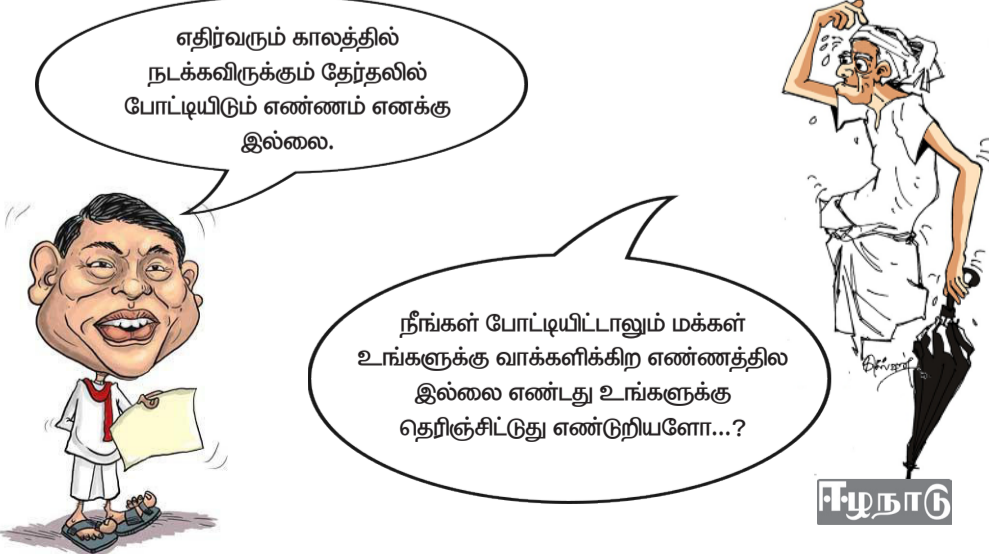 எதிர்வரும் காலத்தில்
நடக்கவிருக்கும் தேர்தலில்
போட்டியிடும் எண்ணம் எனக்கு
இல்லை.
நீங்கள் போட்டியிட்டாலும் மக்கள்
உங்களுக்கு வாக்களிக்கிற எண்ணத்தில
இல்லை எண்டது உங்களுக்கு
தெரிஞ்சிட்டுது எண்டுறியளோ...?
ஈழநாடு